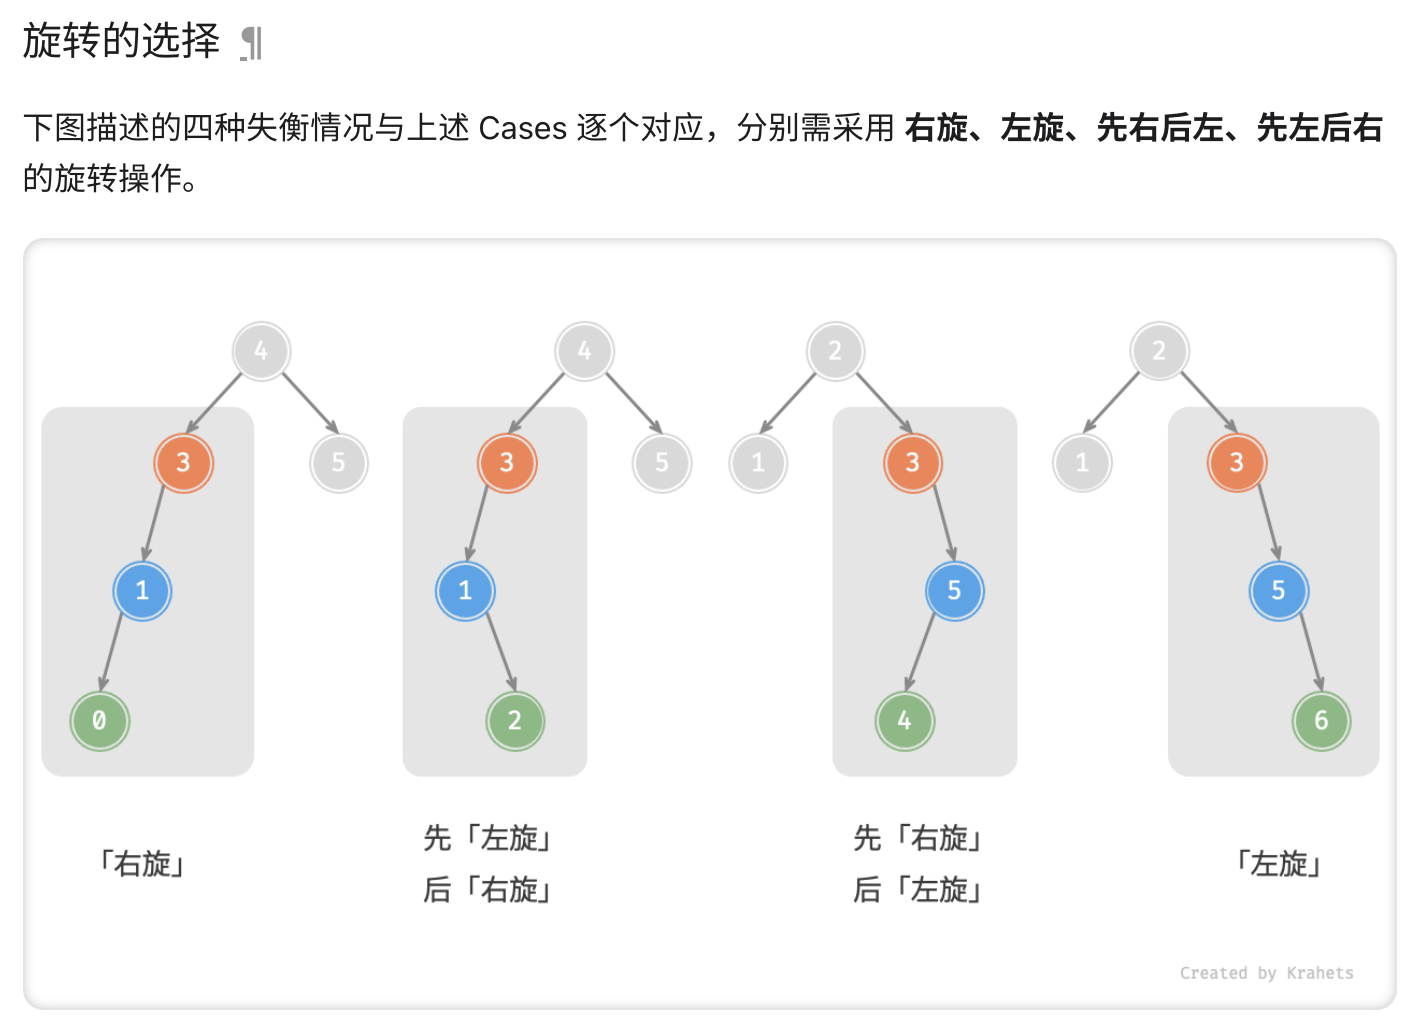 旋转的选择 ¶
下图描述的四种失衡情况与上述 Cases 逐个对应，分别需采用 右旋、左旋、先右后左、先左后右
的旋转操作。
4 4 2 2
3 5 3 5 1 3 1 3
1 1 5 5
0 2 4 6
「右旋」
先「左旋」
后「右旋」
先「右旋」
后「左旋」
「左旋」
Created by Krahets